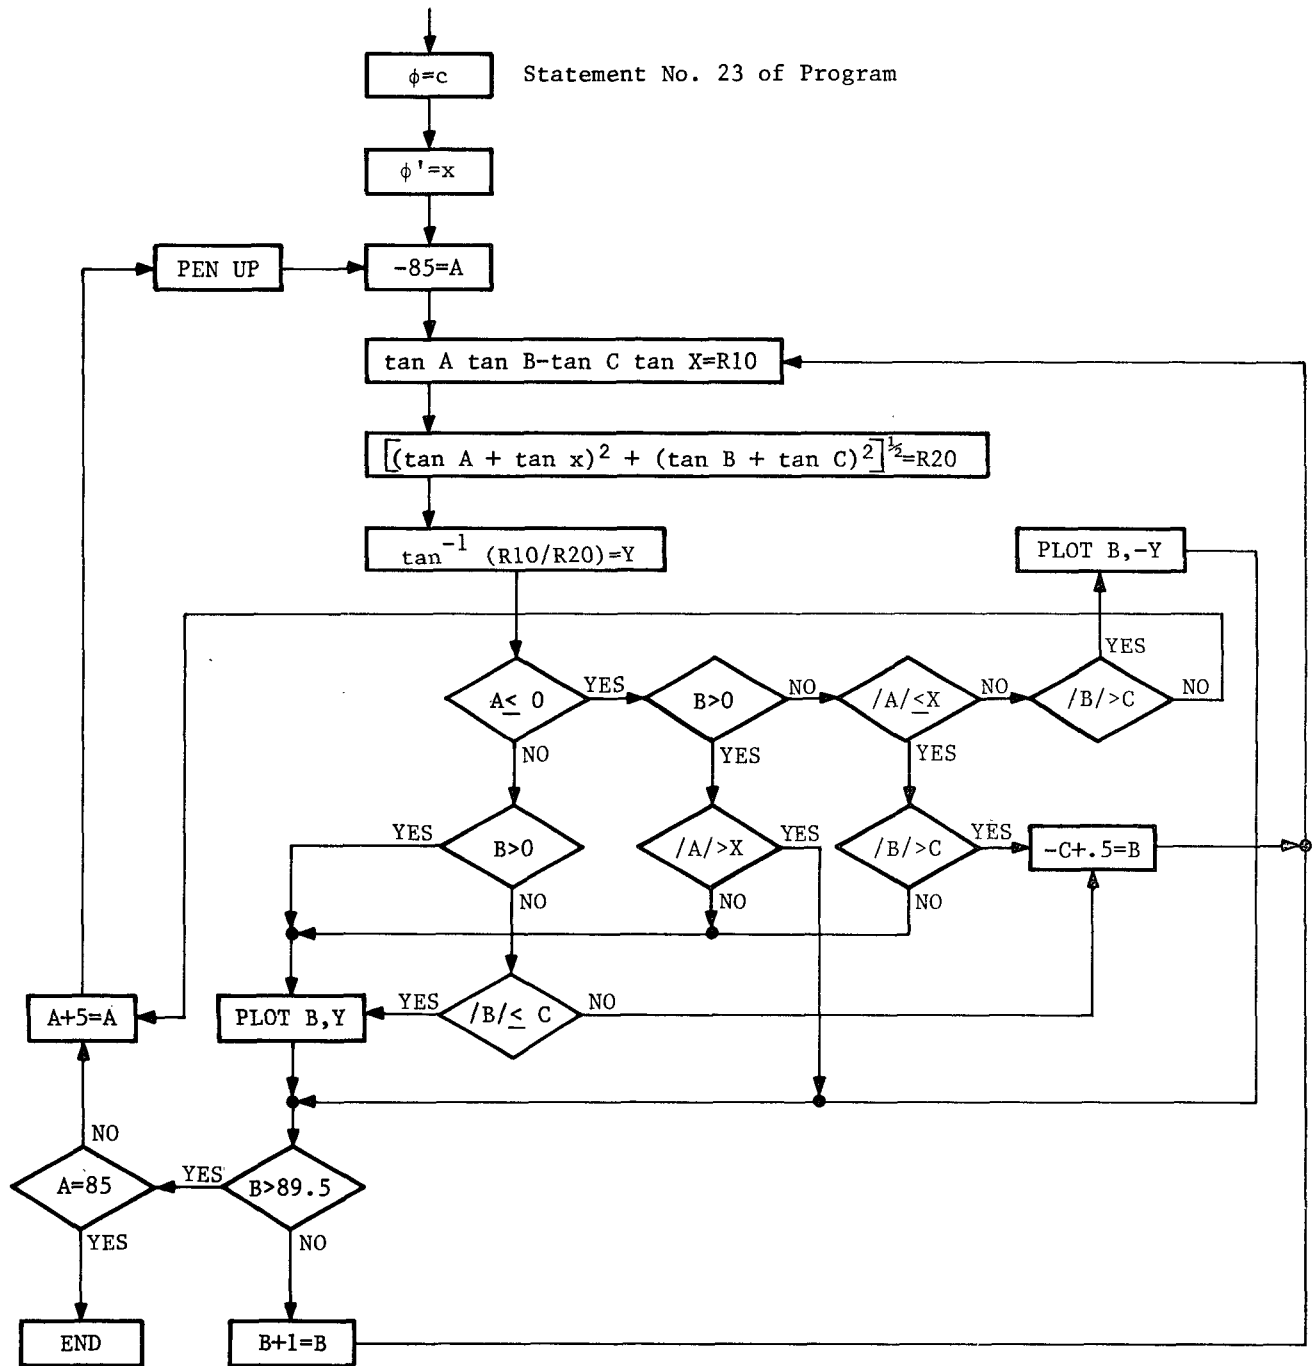 ϕ=c
Statement No. 23 of Program
ϕ'=x
PEN UP
-85=A
tan A tan B-tan C tan X=R10
[(tan A + tan x)² + (tan B + tan C)²]^½=R20
tan⁻¹ (R10/R20)=Y
PLOT B,-Y
YES
A≤ 0
YES
B>0
NO
/A/≤X
NO
/B/>C
NO
NO
YES
YES
YES
B>0
/A/>X
YES
/B/>C
YES
-C+.5=B
NO
NO
NO
A+5=A
PLOT B,Y
YES
/B/≤ C
NO
NO
A=85
YES
B>89.5
YES
NO
END
B+1=B